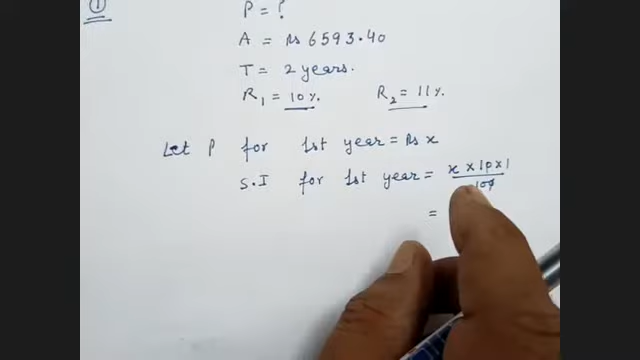 ①
P = ?
A = Rs 6593.40
T = 2 years.
R₁ = 10%. R₂ = 11%.
Let P for 1st year = Rs x
S.I for 1st year = x × 10 × 1 / 100
=